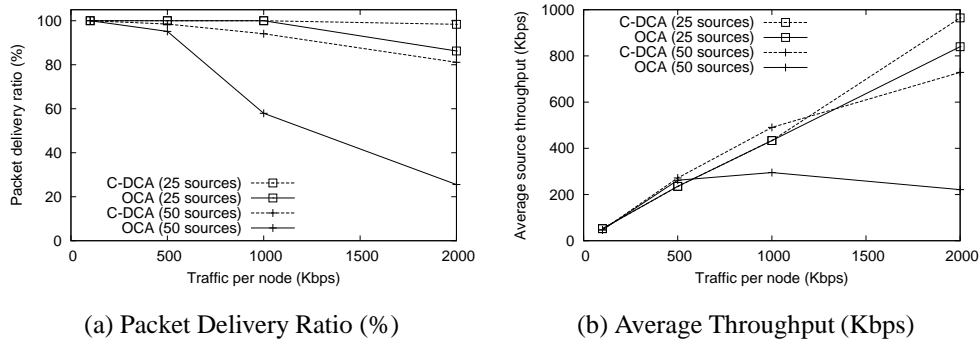 100
80
60
40
20
0
Packet delivery ratio (%)
C-DCA (25 sources)
OCA (25 sources)
C-DCA (50 sources)
OCA (50 sources)
0 500 1000 1500 2000
Traffic per node (Kbps)
(a) Packet Delivery Ratio (%)
1000
800
600
400
200
0
Average source throughput (Kbps)
C-DCA (25 sources)
OCA (25 sources)
C-DCA (50 sources)
OCA (50 sources)
0 500 1000 1500 2000
Traffic per node (Kbps)
(b) Average Throughput (Kbps)